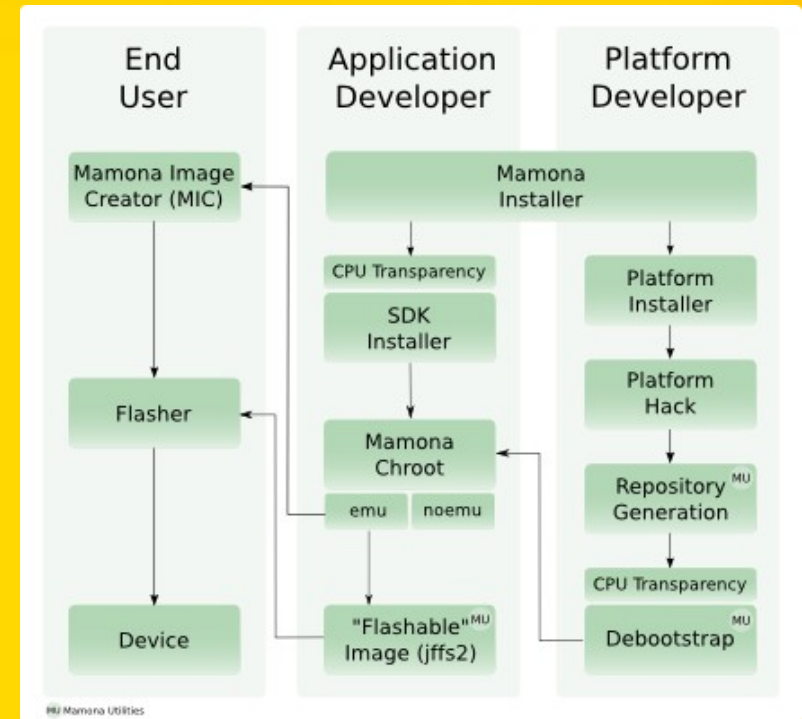 End
User
Mamona Image
Creator (MIC)
Flasher
Device
Application
Developer
Platform
Developer
Mamona
Installer
CPU Transparency
SDK
Installer
Mamona
Chroot
emu
noemu
"Flashable" MU
Image (jffs2)
Platform
Installer
Platform
Hack
Repository MU
Generation
CPU Transparency
MU
Debootstrap
MU Mamona Utilities